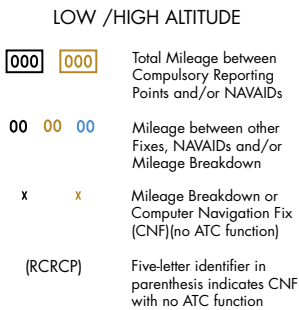 LOW /HIGH ALTITUDE
000 000 Total Mileage between
Compulsory Reporting
Points and/or NAVAIDs
00 00 00 Mileage between other
Fixes, NAVAIDs and/or
Mileage Breakdown
x x Mileage Breakdown or
Computer Navigation Fix
(CNF)(no ATC function)
(RCRCP) Five-letter identifier in
parenthesis indicates CNF
with no ATC function